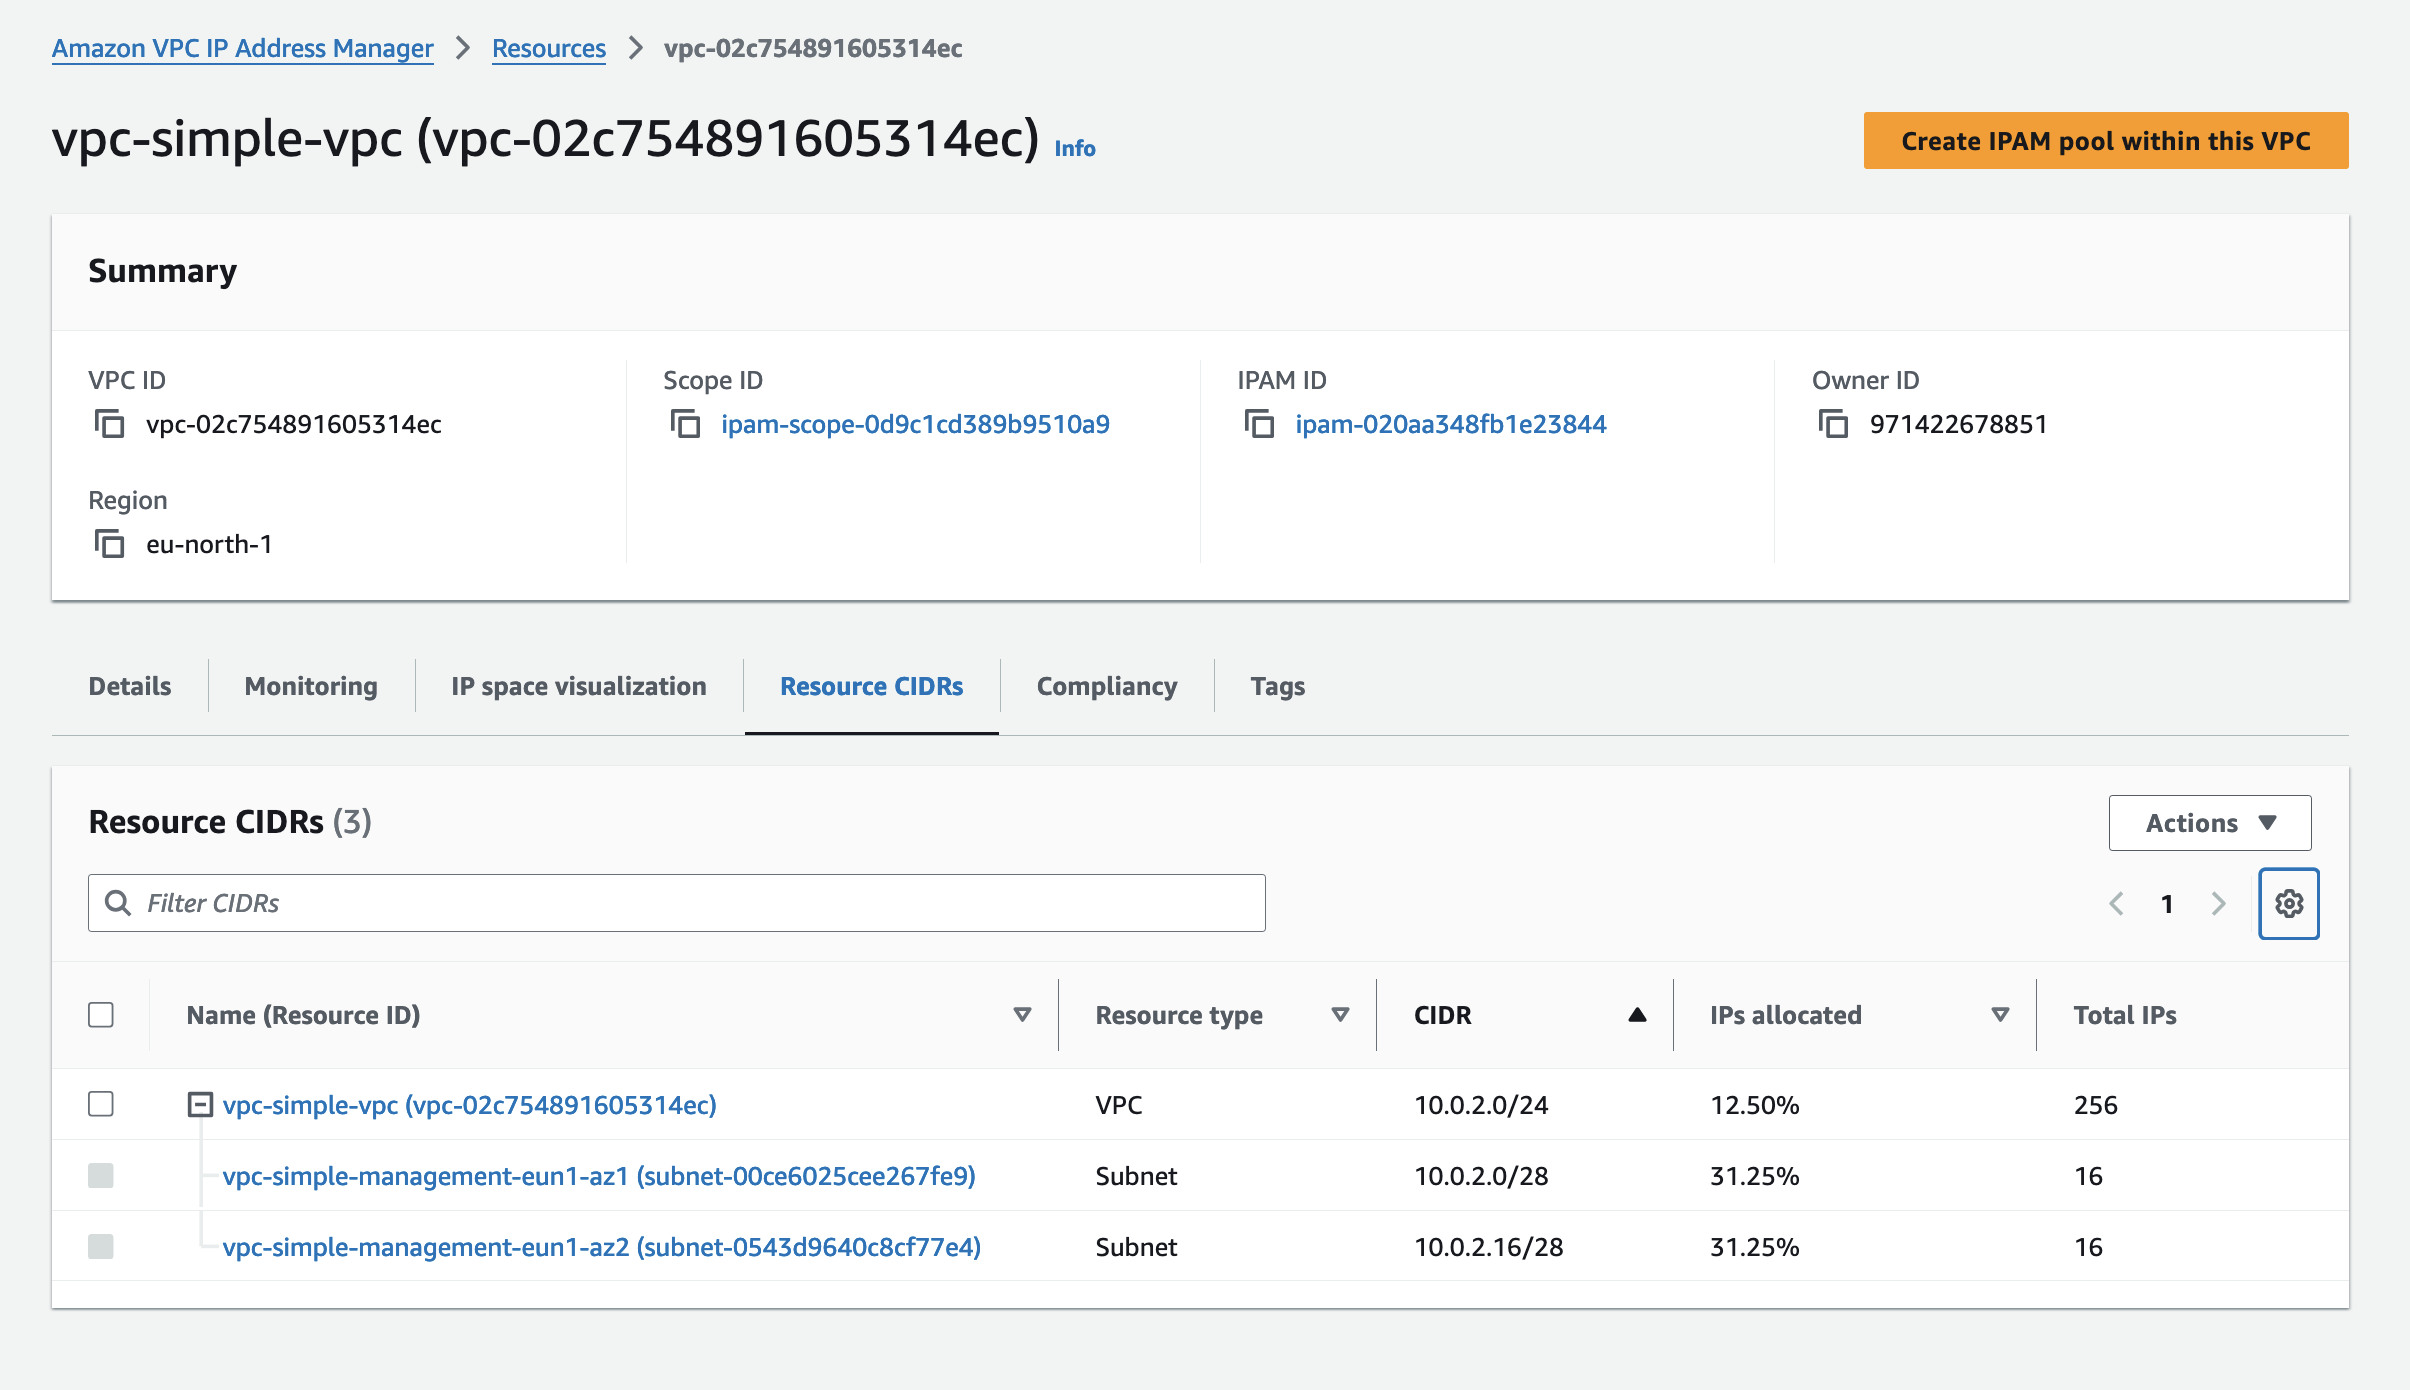 Amazon VPC IP Address Manager > Resources > vpc-02c754891605314ec
vpc-simple-vpc (vpc-02c754891605314ec) Info
Create IPAM pool within this VPC
Summary
VPC ID
vpc-02c754891605314ec
Region
eu-north-1
Scope ID
ipam-scope-0d9c1cd389b9510a9
IPAM ID
ipam-020aa348fb1e23844
Owner ID
971422678851
Details Monitoring IP space visualization Resource CIDRs Compliancy Tags
Resource CIDRs (3)
Actions
Filter CIDRs
1
Name (Resource ID) Resource type CIDR IPs allocated Total IPs
vpc-simple-vpc (vpc-02c754891605314ec) VPC 10.0.2.0/24 12.50% 256
vpc-simple-management-eun1-az1 (subnet-00ce6025cee267fe9) Subnet 10.0.2.0/28 31.25% 16
vpc-simple-management-eun1-az2 (subnet-0543d9640c8cf77e4) Subnet 10.0.2.16/28 31.25% 16